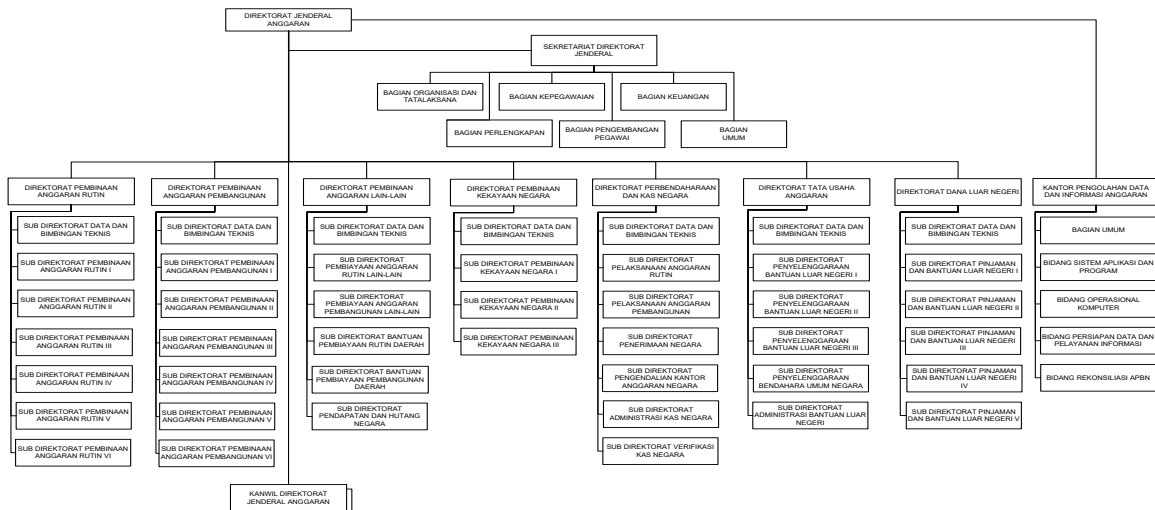 DIREKTORAT JENDERAL
ANGGARAN
SEKRETARIAT DIREKTORAT
JENDERAL
BAGIAN ORGANISASI DAN
TATALAKSANA
BAGIAN KEPEGAWAIAN
BAGIAN KEUANGAN
BAGIAN PERLENGKAPAN
BAGIAN PENGEMBANGAN
PEGAWAI
BAGIAN
UMUM
DIREKTORAT PEMBINAAN
ANGGARAN RUTIN
SUB DIREKTORAT DATA DAN
BIMBINGAN TEKNIS
SUB DIREKTORAT PEMBINAAN
ANGGARAN RUTIN I
SUB DIREKTORAT PEMBINAAN
ANGGARAN RUTIN II
SUB DIREKTORAT PEMBINAAN
ANGGARAN RUTIN III
SUB DIREKTORAT PEMBINAAN
ANGGARAN RUTIN IV
SUB DIREKTORAT PEMBINAAN
ANGGARAN RUTIN V
SUB DIREKTORAT PEMBINAAN
ANGGARAN RUTIN VI
DIREKTORAT PEMBINAAN
ANGGARAN PEMBANGUNAN
SUB DIREKTORAT DATA DAN
BIMBINGAN TEKNIS
SUB DIREKTORAT PEMBINAAN
ANGGARAN PEMBANGUNAN I
SUB DIREKTORAT PEMBINAAN
ANGGARAN PEMBANGUNAN II
SUB DIREKTORAT PEMBINAAN
ANGGARAN PEMBANGUNAN III
SUB DIREKTORAT PEMBINAAN
ANGGARAN PEMBANGUNAN IV
SUB DIREKTORAT PEMBINAAN
ANGGARAN PEMBANGUNAN V
SUB DIREKTORAT PEMBINAAN
ANGGARAN PEMBANGUNAN VI
DIREKTORAT PEMBINAAN
ANGGARAN LAIN-LAIN
SUB DIREKTORAT DATA DAN
BIMBINGAN TEKNIS
SUB DIREKTORAT
PEMBIAYAAN ANGGARAN
RUTIN LAIN-LAIN
SUB DIREKTORAT
PEMBIAYAAN ANGGARAN
PEMBANGUNAN LAIN-LAIN
SUB DIREKTORAT BANTUAN
PEMBIAYAAN RUTIN DAERAH
SUB DIREKTORAT BANTUAN
PEMBIAYAAN PEMBANGUNAN
DAERAH
SUB DIREKTORAT
PENDAPATAN DAN HUTANG
NEGARA
DIREKTORAT PEMBINAAN
KEKAYAAN NEGARA
SUB DIREKTORAT DATA DAN
BIMBINGAN TEKNIS
SUB DIREKTORAT PEMBINAAN
KEKAYAAN NEGARA I
SUB DIREKTORAT PEMBINAAN
KEKAYAAN NEGARA II
SUB DIREKTORAT PEMBINAAN
KEKAYAAN NEGARA III
DIREKTORAT PERBENDAHARAAN
DAN KAS NEGARA
SUB DIREKTORAT DATA DAN
BIMBINGAN TEKNIS
SUB DIREKTORAT
PELAKSANAAN ANGGARAN
RUTIN
SUB DIREKTORAT
PELAKSANAAN ANGGARAN
PEMBANGUNAN
SUB DIREKTORAT
PENERIMAAN NEGARA
SUB DIREKTORAT
PENGENDALIAN KANTOR
ANGGARAN NEGARA
SUB DIREKTORAT
ADMINISTRASI KAS NEGARA
SUB DIREKTORAT VERIFIKASI
KAS NEGARA
DIREKTORAT TATA USAHA
ANGGARAN
SUB DIREKTORAT DATA DAN
BIMBINGAN TEKNIS
SUB DIREKTORAT
PENYELENGGARAAN
BANTUAN LUAR NEGERI I
SUB DIREKTORAT
PENYELENGGARAAN
BANTUAN LUAR NEGERI II
SUB DIREKTORAT
PENYELENGGARAAN
BANTUAN LUAR NEGERI III
SUB DIREKTORAT
PENYELENGGARAAN
BENDAHARA UMUM NEGARA
SUB DIREKTORAT
ADMINISTRASI BANTUAN LUAR
NEGERI
DIREKTORAT DANA LUAR NEGERI
SUB DIREKTORAT DATA DAN
BIMBINGAN TEKNIS
SUB DIREKTORAT PINJAMAN
DAN BANTUAN LUAR NEGERI I
SUB DIREKTORAT PINJAMAN
DAN BANTUAN LUAR NEGERI II
SUB DIREKTORAT PINJAMAN
DAN BANTUAN LUAR NEGERI
III
SUB DIREKTORAT PINJAMAN
DAN BANTUAN LUAR NEGERI
IV
SUB DIREKTORAT PINJAMAN
DAN BANTUAN LUAR NEGERI V
KANTOR PENGOLAHAN DATA
DAN INFORMASI ANGGARAN
BAGIAN UMUM
BIDANG SISTEM APLIKASI DAN
PROGRAM
BIDANG OPERASIONAL
KOMPUTER
BIDANG PERSIAPAN DATA DAN
PELAYANAN INFORMASI
BIDANG REKONSILIASI APBN
KANWIL DIREKTORAT
JENDERAL ANGGARAN